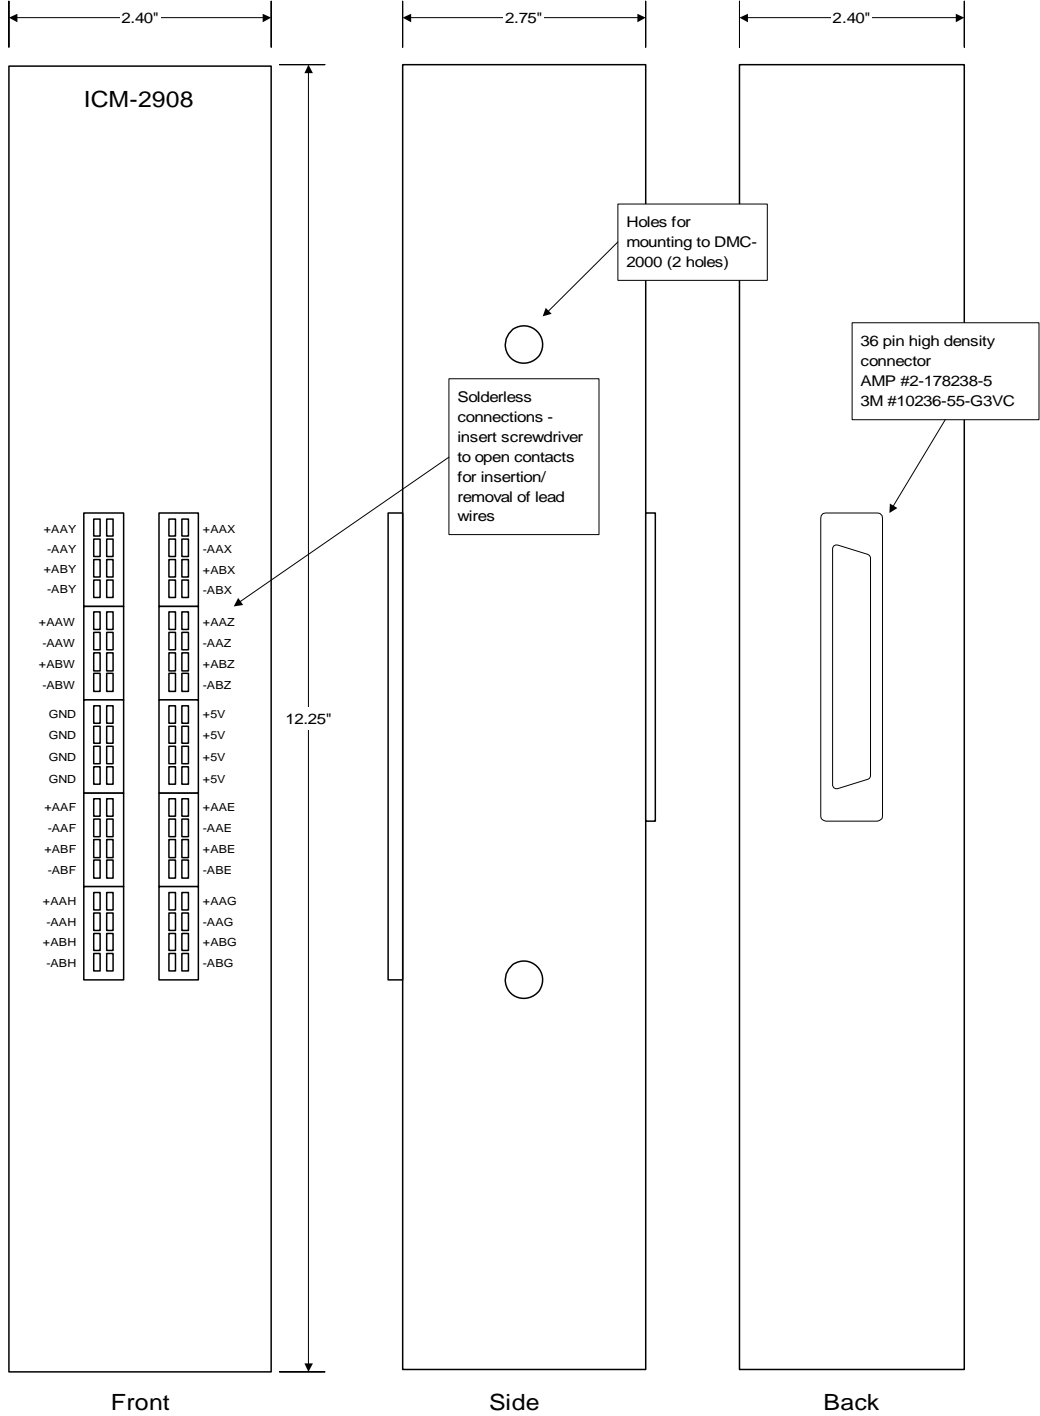 2.40"
2.75"
2.40"
ICM-2908
Holes for
mounting to DMC-
2000 (2 holes)
36 pin high density
connector
AMP #2-178238-5
3M #10236-55-G3VC
Solderless
connections -
insert screwdriver
to open contacts
for insertion/
removal of lead
wires
+AAY +AAX
-AAY -AAX
+ABY +ABX
-ABY -ABX
+AAW +AAZ
-AAW -AAZ
+ABW +ABZ
-ABW -ABZ
GND +5V
GND +5V
GND +5V
GND +5V
12.25"
+AAF +AAE
-AAF -AAE
+ABF +ABE
-ABF -ABE
+AAH +AAG
-AAH -AAG
+ABH +ABG
-ABH -ABG
Front
Side
Back